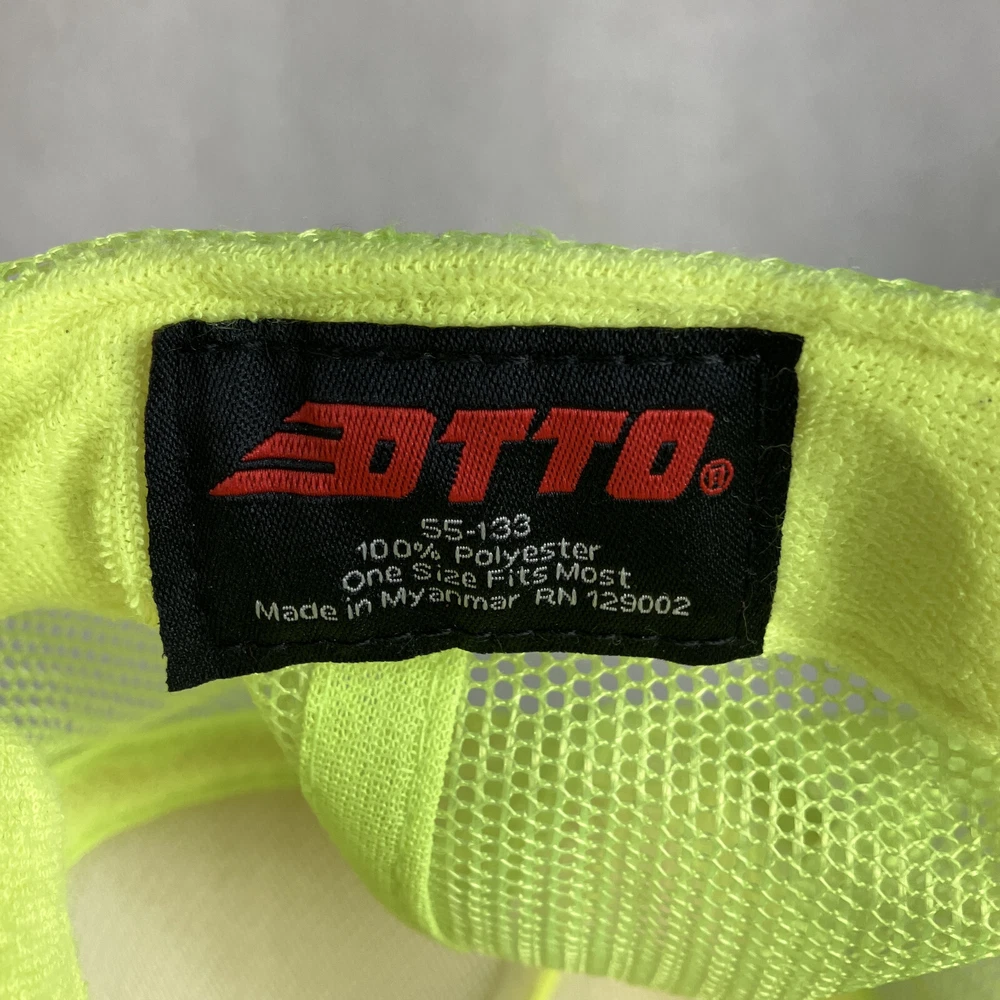 OTTO®
55-133
100% Polyester
One Size Fits Most
Made in Myanmar RN 129002